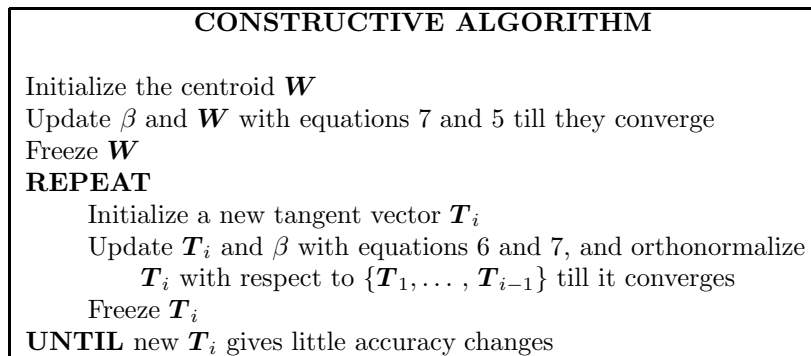 CONSTRUCTIVE ALGORITHM
Initialize the centroid W
Update β and W with equations 7 and 5 till they converge
Freeze W
REPEAT
Initialize a new tangent vector T_i
Update T_i and β with equations 6 and 7, and orthonormalize
T_i with respect to {T_1,... , T_{i−1}} till it converges
Freeze T_i
UNTIL new T_i gives little accuracy changes